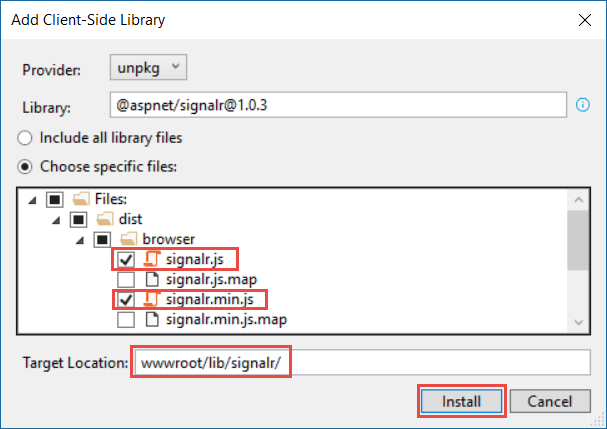 Add Client-Side Library
Provider: unpkg
Library: @aspnet/signalr@1.0.3
Include all library files
Choose specific files:
Files:
dist
browser
signalr.js
signalr.js.map
signalr.min.js
signalr.min.js.map
Target Location: wwwroot/lib/signalr/
Install Cancel